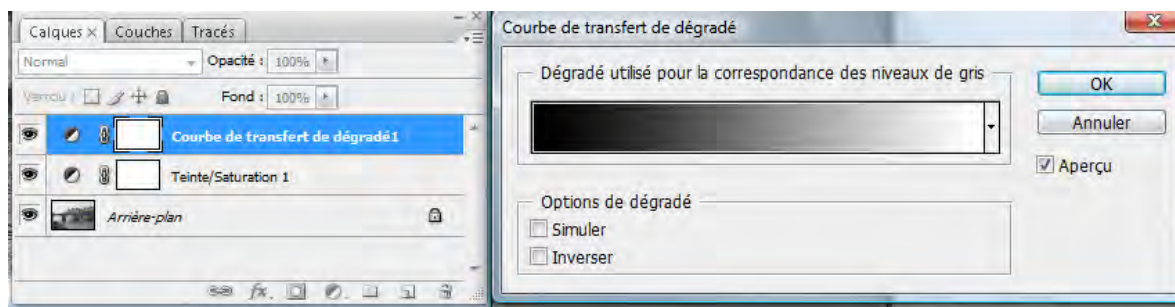 Calques × Couches Tracés
Normal Opacité : 100%
Verrou : Fond : 100%
Courbe de transfert de dégradé1
Teinte/Saturation 1
Arrière-plan
fx.
Courbe de transfert de dégradé
Dégradé utilisé pour la correspondance des niveaux de gris
OK
Annuler
Aperçu
Options de dégradé
Simuler
Inverser